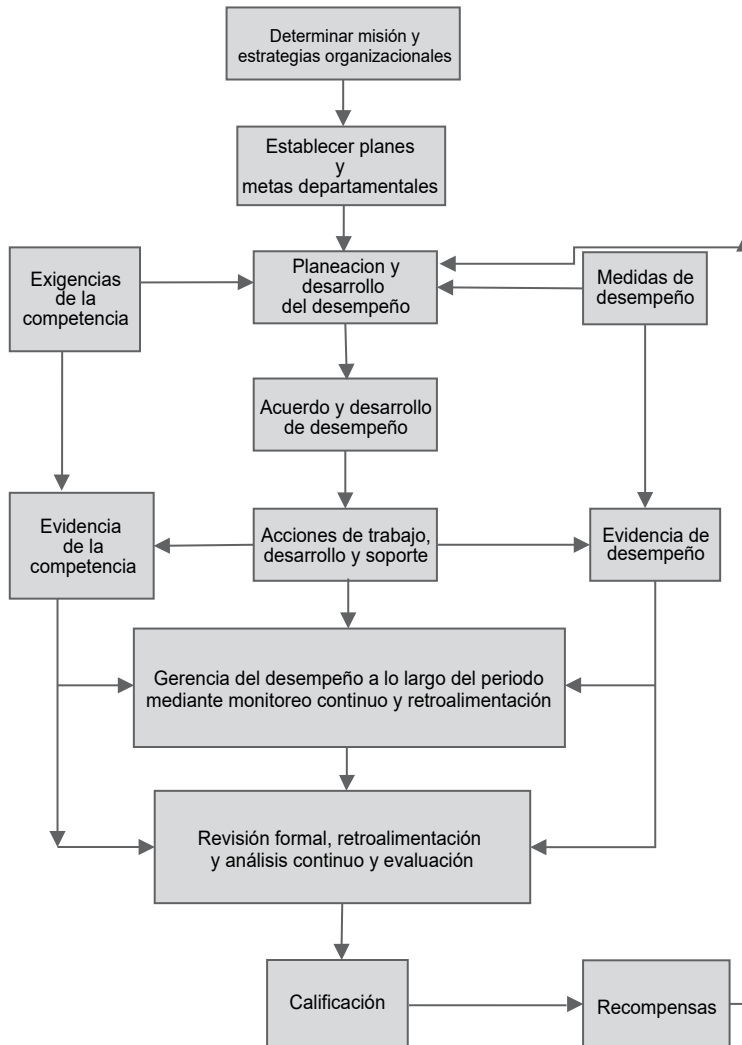 Determinar misión y
estrategias organizacionales
Establecer planes
y
metas departamentales
Exigencias
de la
competencia
Planeacion y
desarrollo
del desempeño
Medidas de
desempeño
Acuerdo y desarrollo
de desempeño
Evidencia
de la
competencia
Acciones de trabajo,
desarrollo y soporte
Evidencia de
desempeño
Gerencia del desempeño a lo largo del periodo
mediante monitoreo continuo y retroalimentación
Revisión formal, retroalimentación
y análisis continuo y evaluación
Calificación
Recompensas